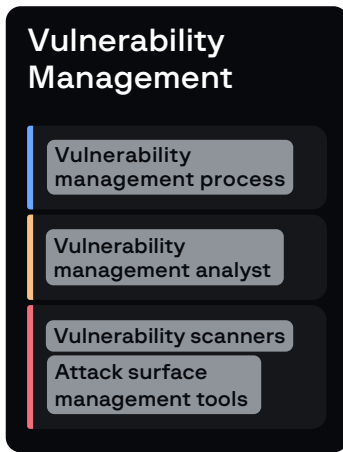 Vulnerability
Management
Vulnerability
management process
Vulnerability
management analyst
Vulnerability scanners
Attack surface
management tools